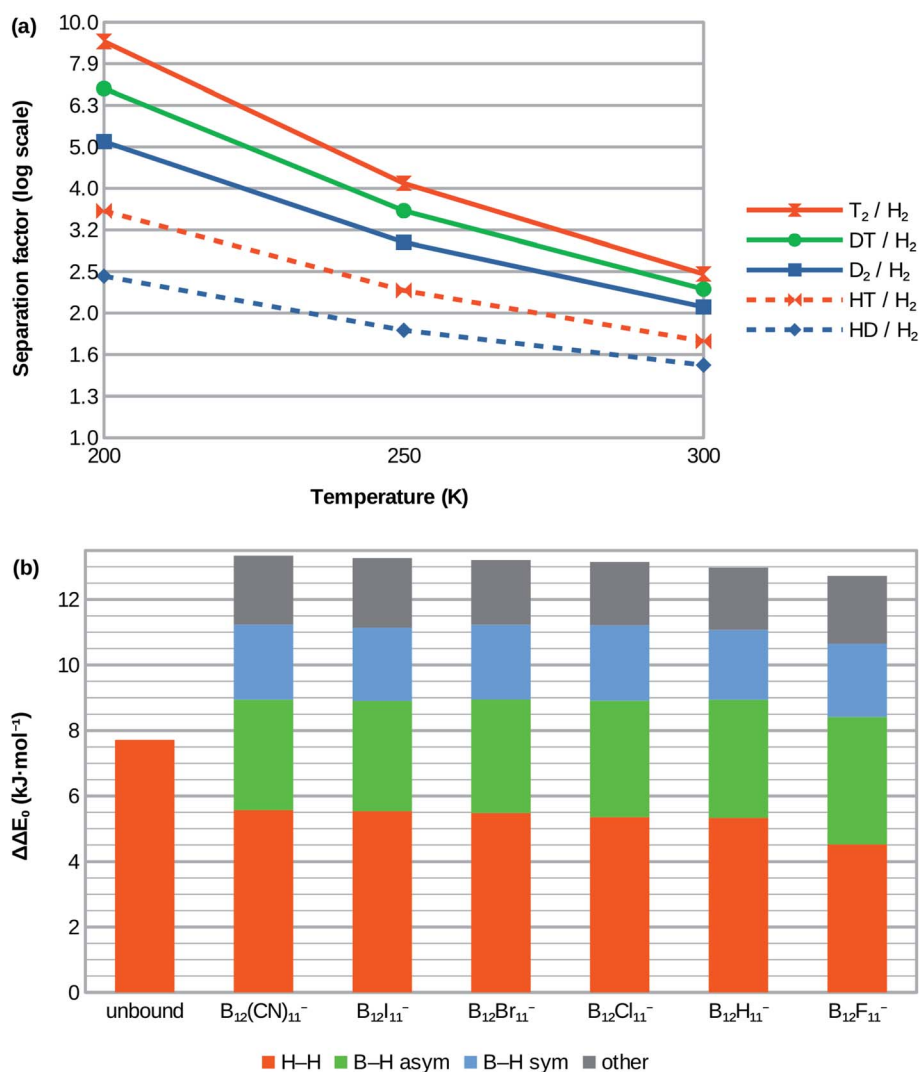 (a)
Separation factor (log scale)
10.0
7.9
6.3
5.0
4.0
3.2
2.5
2.0
1.6
1.3
1.0
200
250
300
Temperature (K)
T₂ / H₂
DT / H₂
D₂ / H₂
HT / H₂
HD / H₂
(b)
ΔΔE₀ (kJ·mol⁻¹)
12
10
8
6
4
2
0
unbound
B₁₂(CN)₁₁⁻
B₁₂I₁₁⁻
B₁₂Br₁₁⁻
B₁₂Cl₁₁⁻
B₁₂H₁₁⁻
B₁₂F₁₁⁻
H–H
B–H asym
B–H sym
other